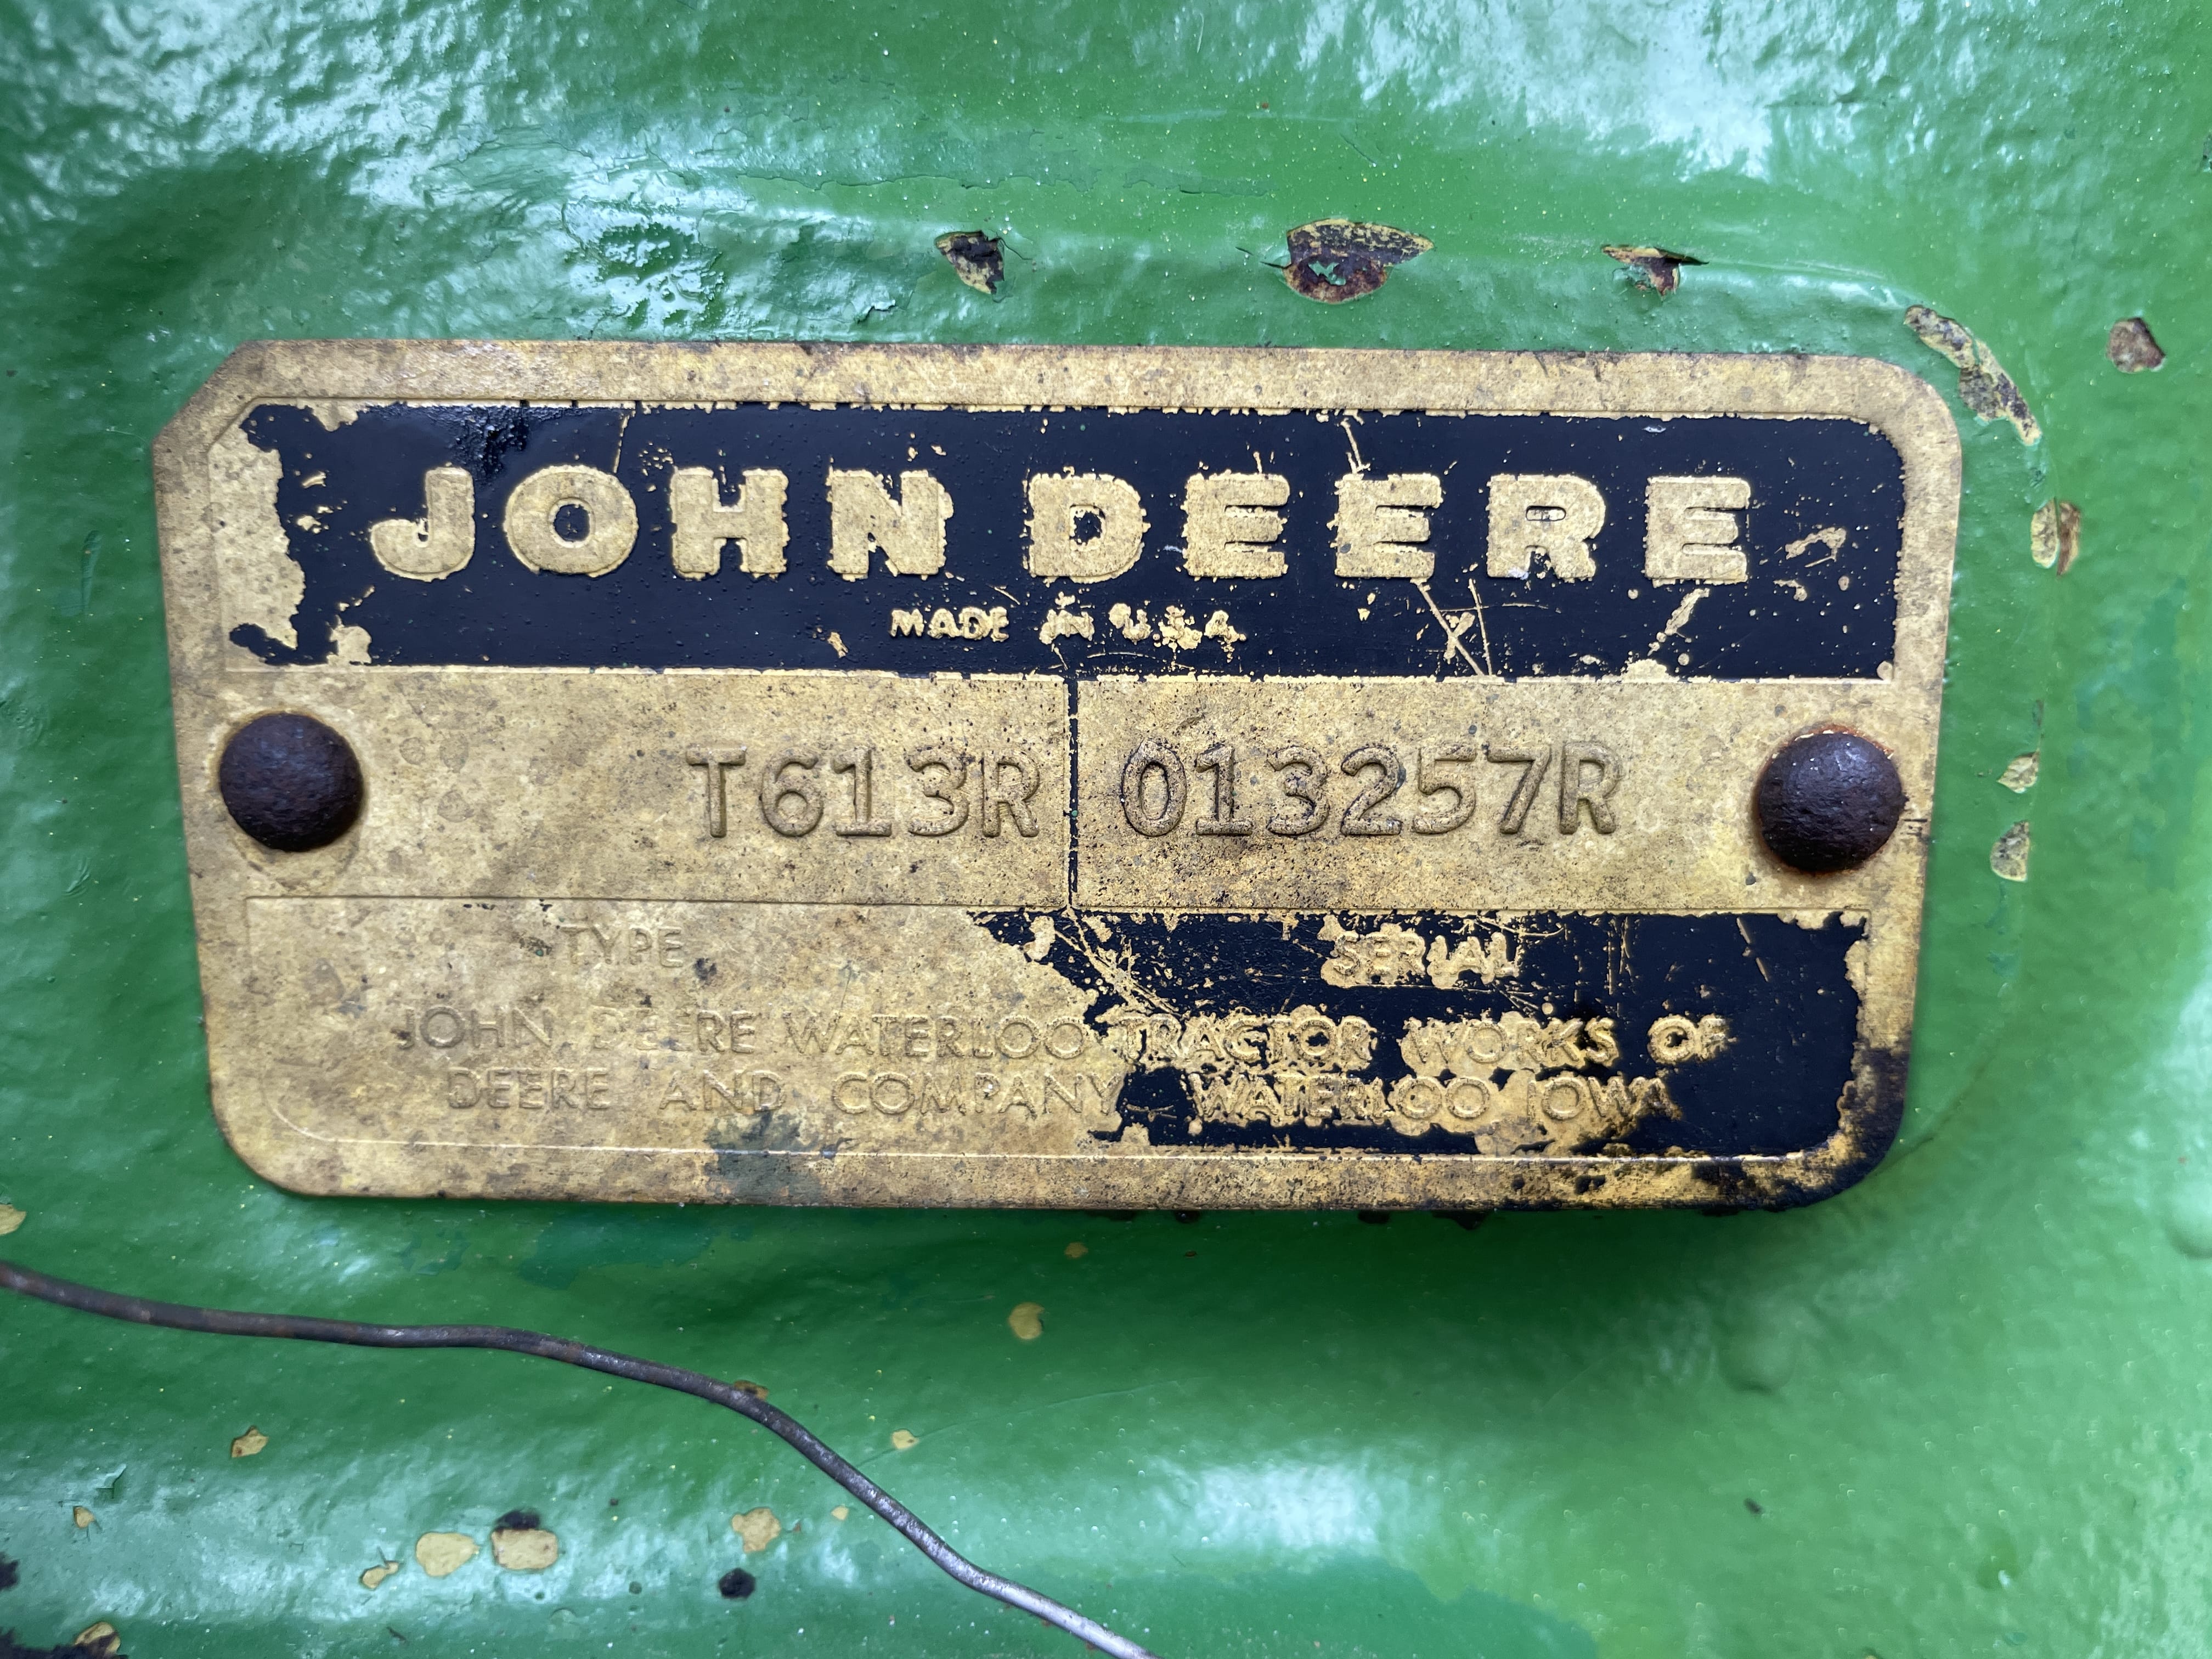 JOHN DEERE
MADE IN U.S.A.
T613R 013257R
TYPE SERIAL
JOHN DEERE WATERLOO TRACTOR WORKS OF
DEERE AND COMPANY WATERLOO IOWA